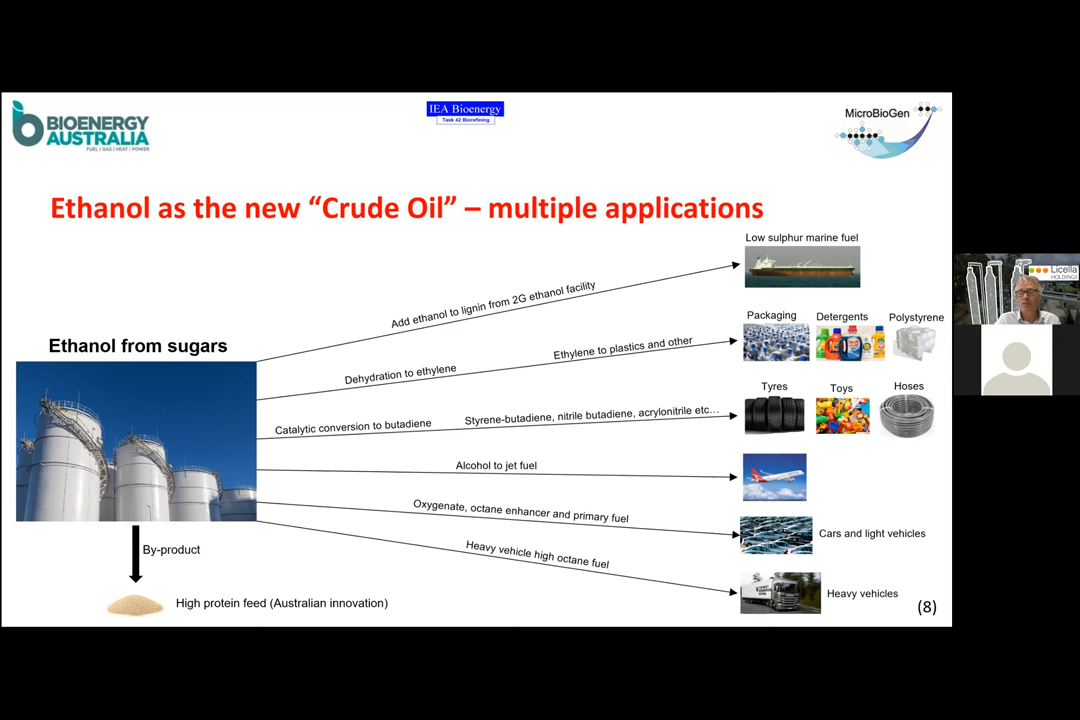 BIOENERGY
AUSTRALIA
FUEL | GAS | HEAT | POWER
IEA Bioenergy
Task 42 Biorefining
MicroBioGen
Ethanol as the new “Crude Oil” – multiple applications
Low sulphur marine fuel
Add ethanol to lignin from 2G ethanol facility
Licella
HOLDINGS
Packaging
Detergents
Polystyrene
Ethanol from sugars
Ethylene to plastics and other
Dehydration to ethylene
Tyres
Toys
Hoses
Catalytic conversion to butadiene
Styrene-butadiene, nitrile butadiene, acrylonitrile etc…
Alcohol to jet fuel
Oxygenate, octane enhancer and primary fuel
Cars and light vehicles
By-product
Heavy vehicle high octane fuel
Heavy vehicles
High protein feed (Australian innovation)
(8)